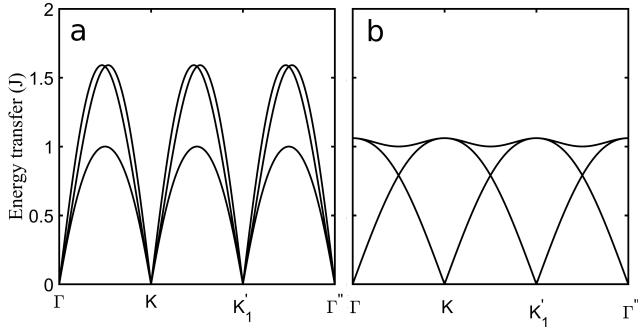 a
b
Energy transfer (J)
2
1.5
1
0.5
0
Γ
K
K'₁
Γ"
Γ
K
K'₁
Γ"